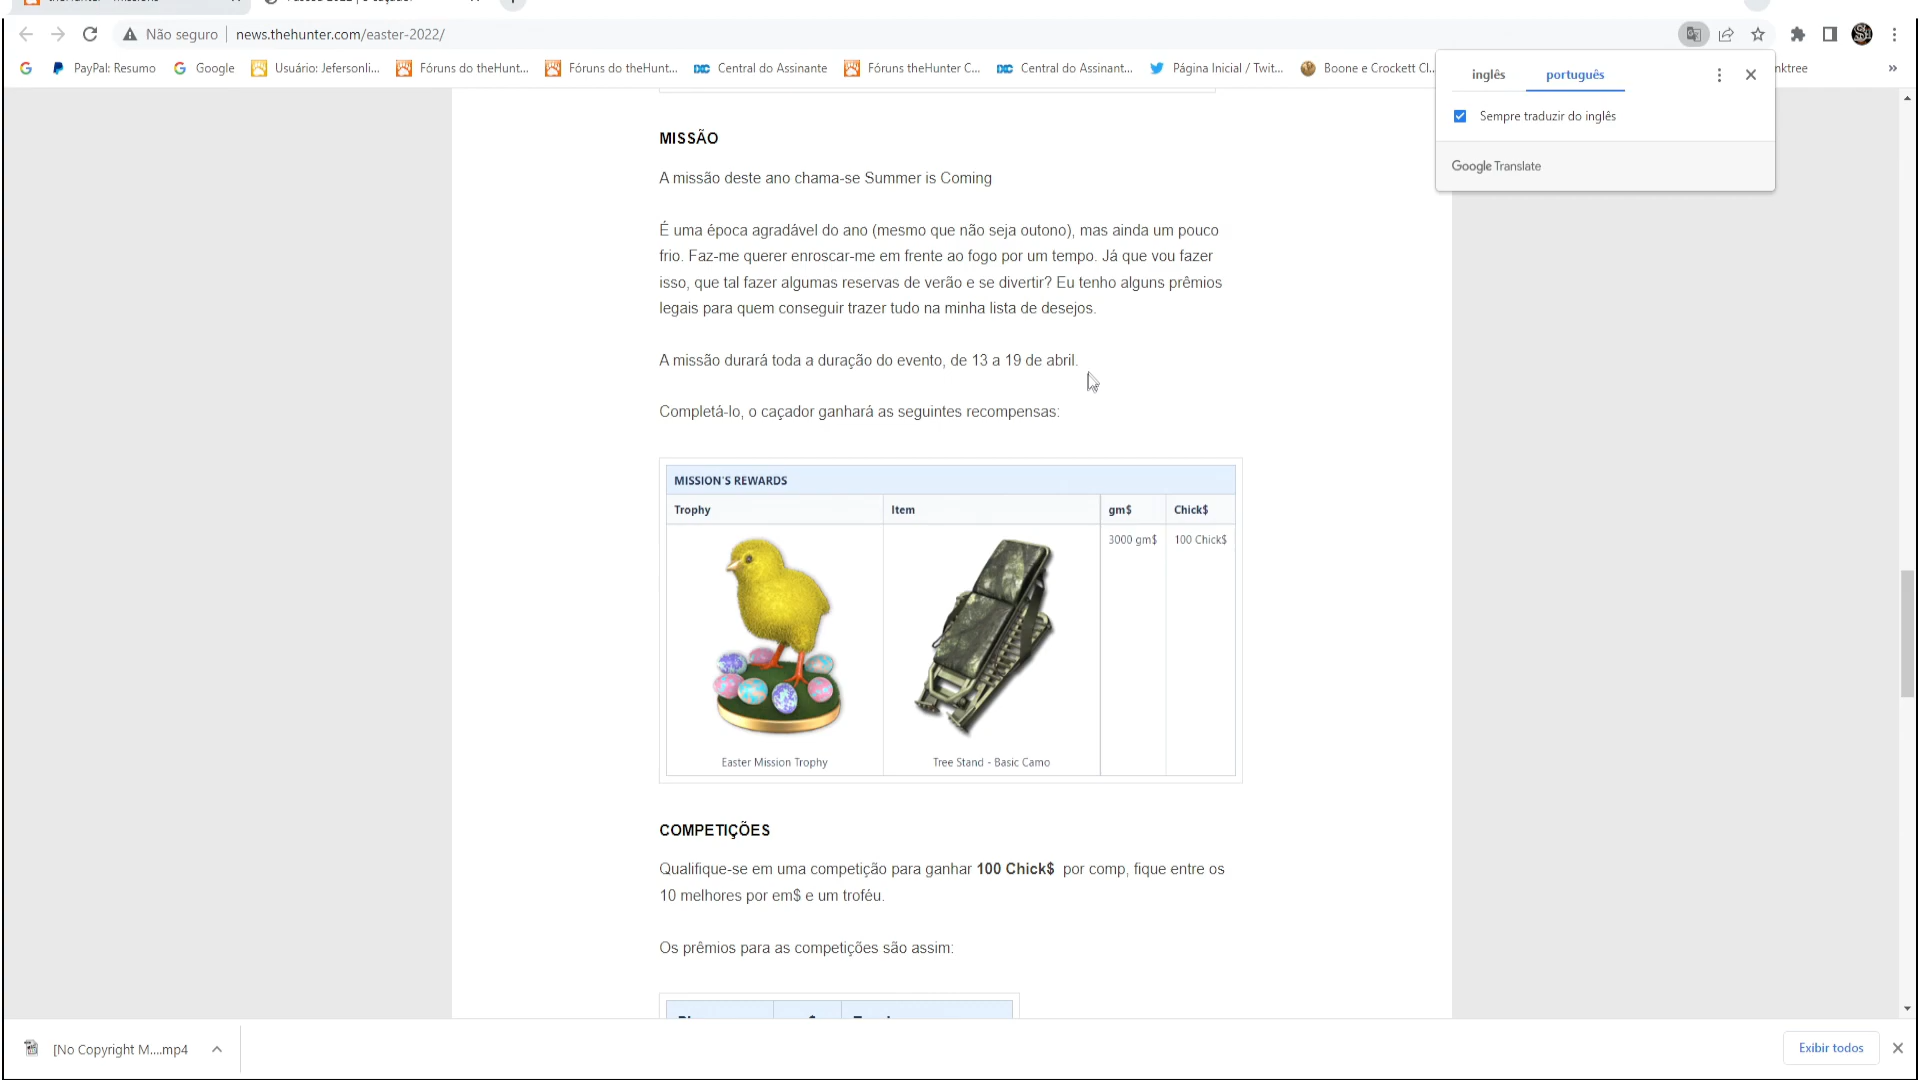 Não seguro | news.thehunter.com/easter-2022/
PayPal: Resumo Google Usuário: Jefersonli... Fóruns do theHunt... Fóruns do theHunt... Central do Assinante Fóruns theHunter C... Central do Assinant... Página Inicial / Twit... Boone e Crockett Cl... nktree »
inglês português
Sempre traduzir do inglês
Google Translate
MISSÃO
A missão deste ano chama-se Summer is Coming
É uma época agradável do ano (mesmo que não seja outono), mas ainda um pouco
frio. Faz-me querer enroscar-me em frente ao fogo por um tempo. Já que vou fazer
isso, que tal fazer algumas reservas de verão e se divertir? Eu tenho alguns prêmios
legais para quem conseguir trazer tudo na minha lista de desejos.
A missão durará toda a duração do evento, de 13 a 19 de abril.
Completá-lo, o caçador ganhará as seguintes recompensas:
MISSION'S REWARDS
Trophy Item gm$ Chick$
3000 gm$ 100 Chick$
Easter Mission Trophy Tree Stand - Basic Camo
COMPETIÇÕES
Qualifique-se em uma competição para ganhar 100 Chick$ por comp, fique entre os
10 melhores por em$ e um troféu.
Os prêmios para as competições são assim:
[No Copyright M....mp4
Exibir todos